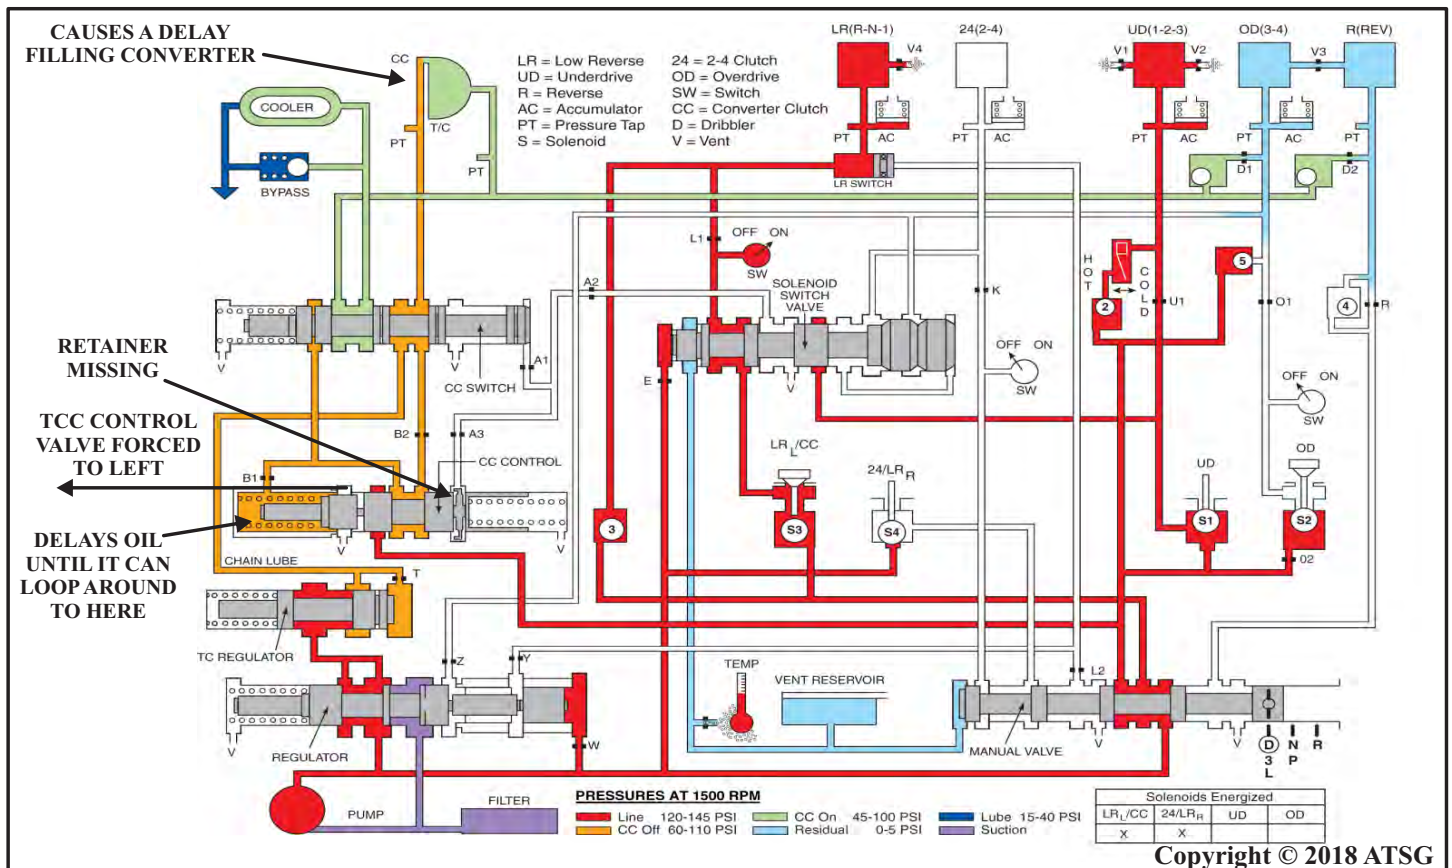 CAUSES A DELAY
FILLING CONVERTER
CC
LR = Low Reverse
UD = Underdrive
R = Reverse
AC = Accumulator
PT = Pressure Tap
S = Solenoid
24 = 2-4 Clutch
OD = Overdrive
SW = Switch
CC = Converter Clutch
D = Dribbler
V = Vent
LR(R-N-1)
24(2-4)
UD(1-2-3)
OD(3-4)
R(REV)
V4
V1
V2
V3
COOLER
T/C
PT
PT
BYPASS
PT
AC
PT
AC
PT
AC
PT
AC
PT
D1
D2
LR SWITCH
L1
OFF ON
SW
A2
SOLENOID
SWITCH
VALVE
K
HOT
COLD
2
U1
5
O1
4
R
RETAINER
MISSING
V
CC SWITCH
V
A1
E
V
OFF ON
SW
OFF ON
SW
TCC CONTROL
VALVE FORCED
TO LEFT
B2
A3
CC CONTROL
B1
LRL/CC
24/LRR
UD
OD
S3
S4
S1
S2
3
O2
V
V
DELAYS OIL
UNTIL IT CAN
LOOP AROUND
TO HERE
CHAIN LUBE
T
TC REGULATOR
Z
Y
L2
TEMP
VENT RESERVOIR
V
REGULATOR
W
MANUAL VALVE
V
V
D
3
L
N
P
R
PUMP
FILTER
PRESSURES AT 1500 RPM
Line 120-145 PSI
CC On 45-100 PSI
Lube 15-40 PSI
CC Off 60-110 PSI
Residual 0-5 PSI
Suction
Solenoids Energized
LRL/CC 24/LRR UD OD
X X
Copyright © 2018 ATSG